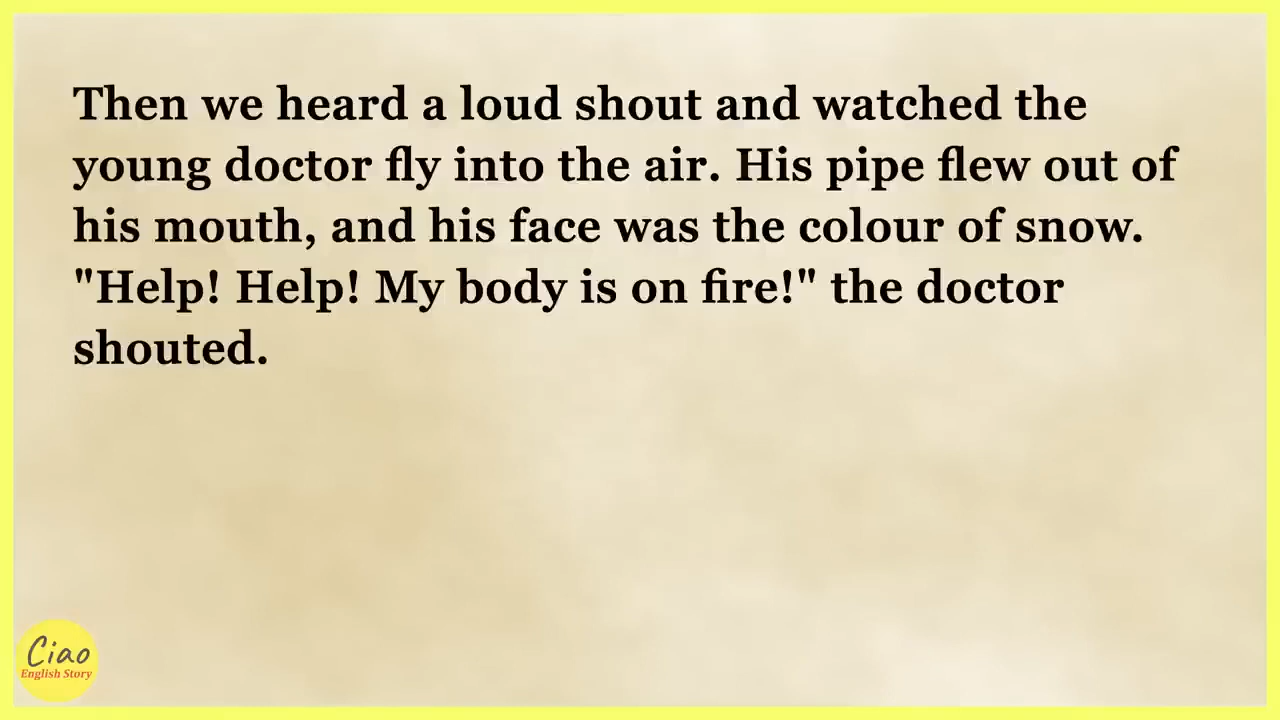 Then we heard a loud shout and watched the
young doctor fly into the air. His pipe flew out of
his mouth, and his face was the colour of snow.
"Help! Help! My body is on fire!" the doctor
shouted.
Ciao
English Story